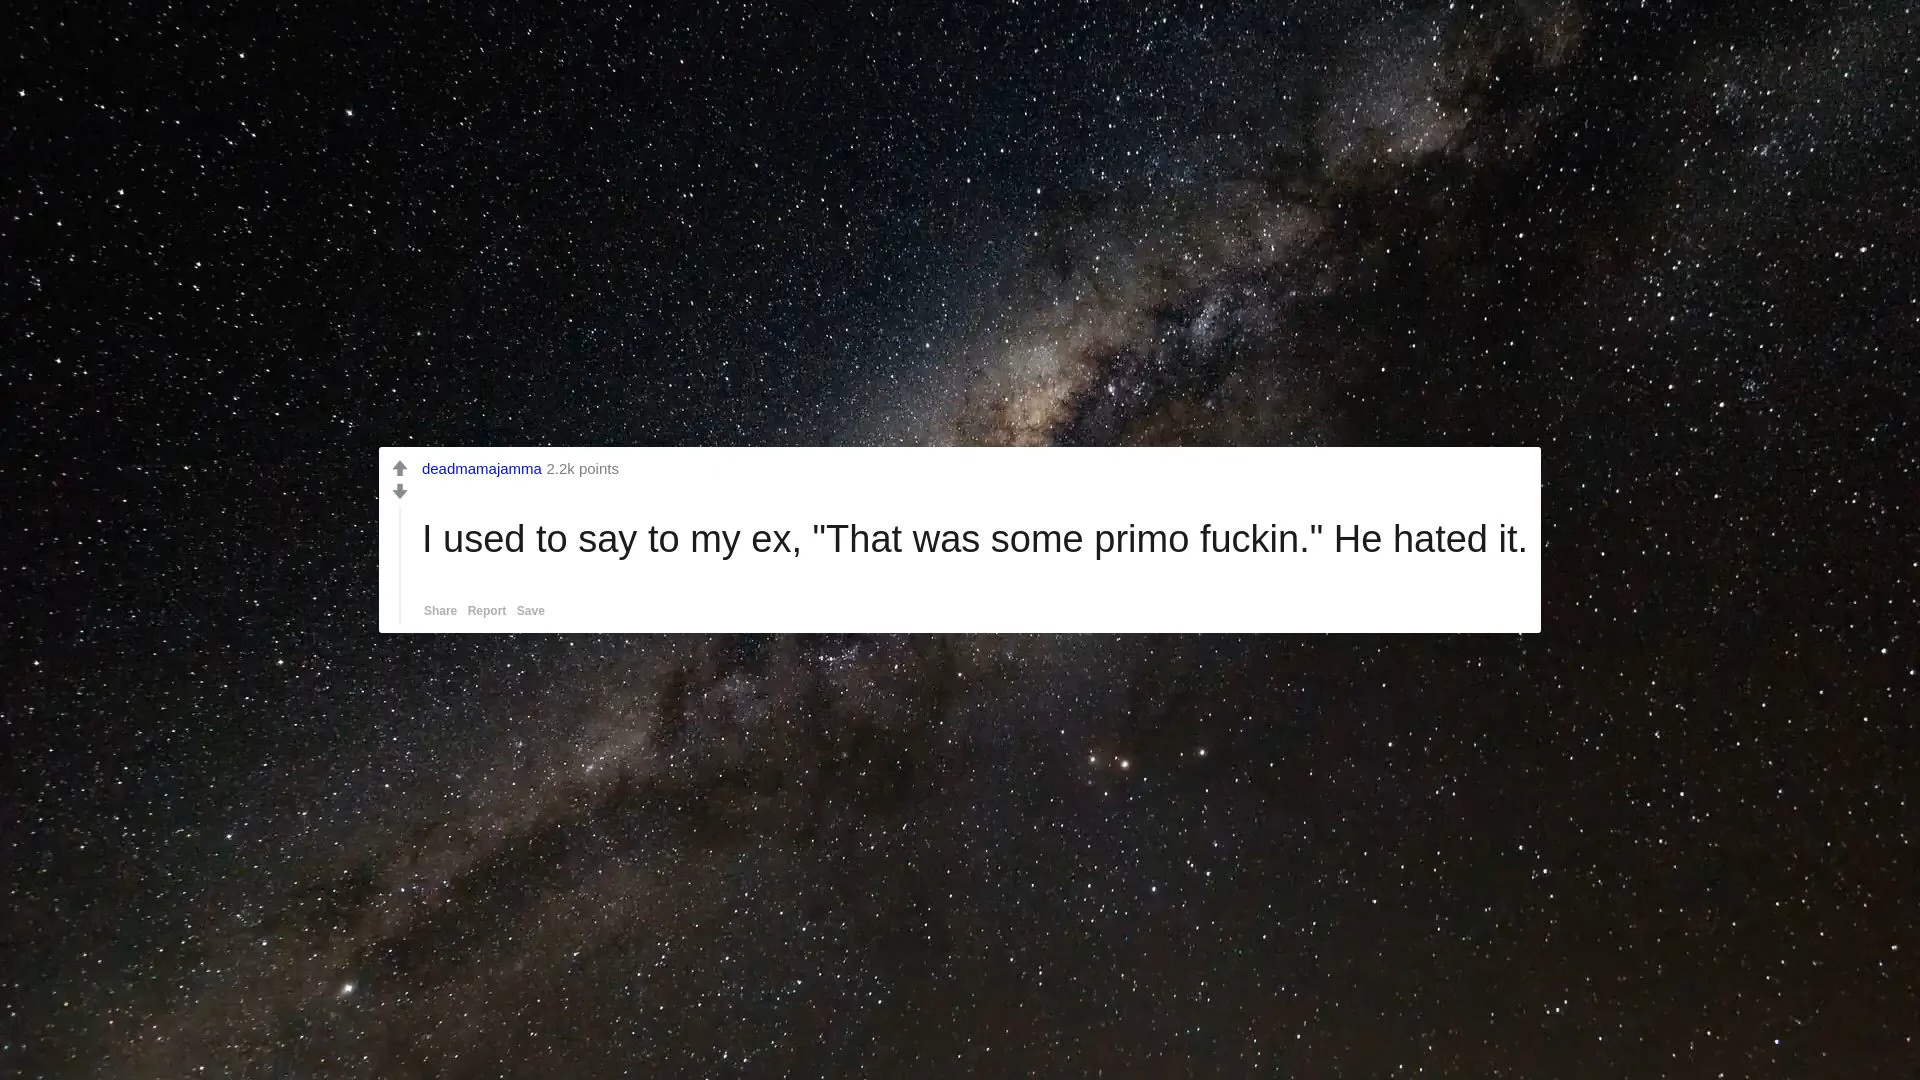 deadmamajamma 2.2k points
I used to say to my ex, "That was some primo fuckin." He hated it.
Share Report Save